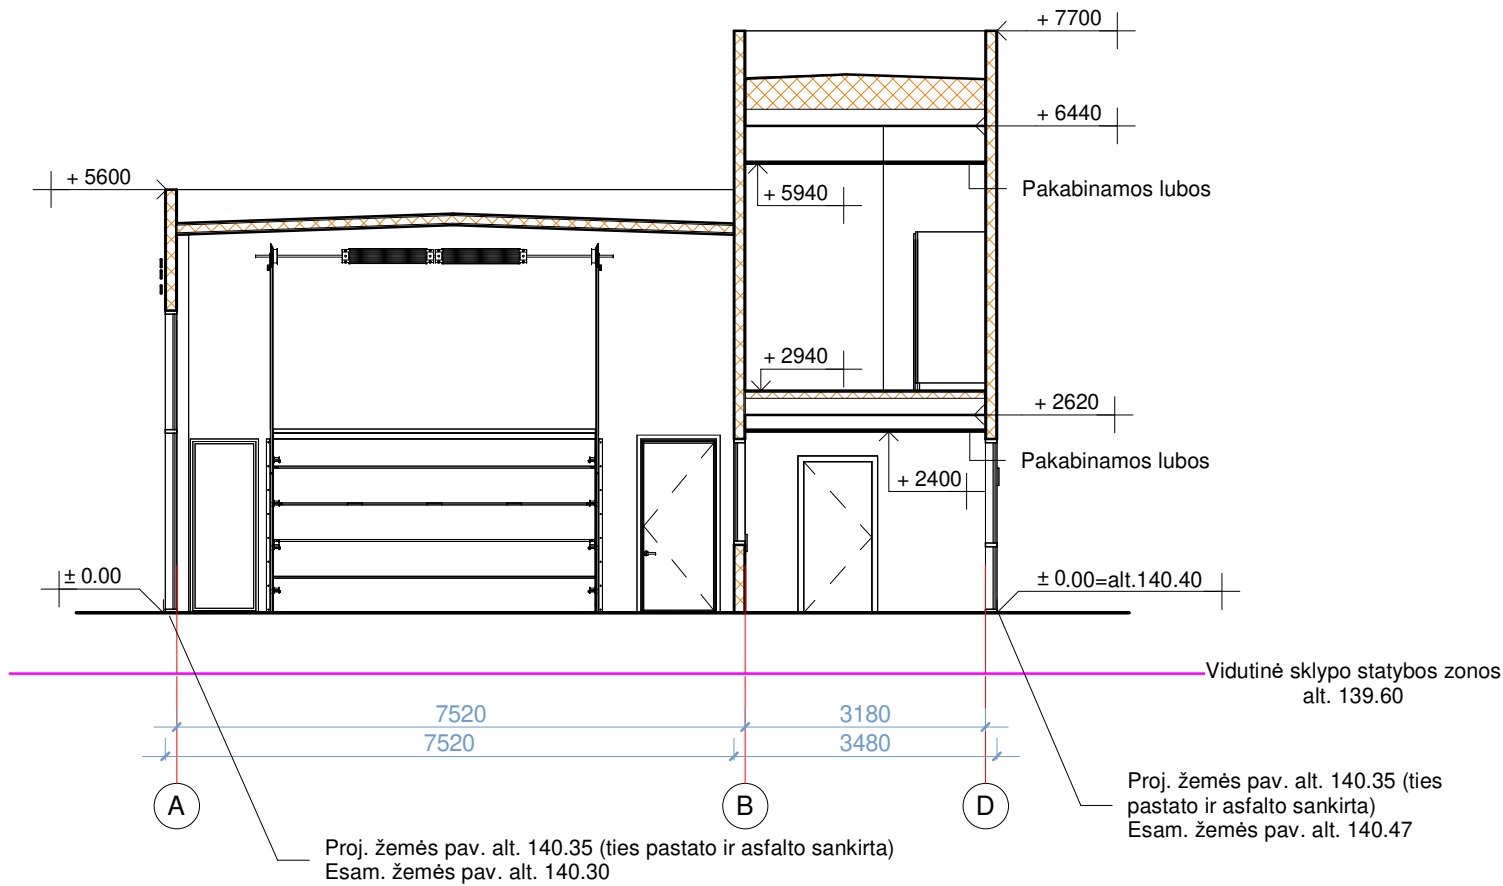 + 7700
+ 6440
+ 5600
Pakabinamos lubos
+ 5940
+ 2940
+ 2620
Pakabinamos lubos
+ 2400
± 0.00
± 0.00=alt.140.40
Vidutinė sklypo statybos zonos
alt. 139.60
7520
3180
7520
3480
A
B
D
Proj. žemės pav. alt. 140.35 (ties
pastato ir asfalto sankirta)
Esam. žemės pav. alt. 140.47
Proj. žemės pav. alt. 140.35 (ties pastato ir asfalto sankirta)
Esam. žemės pav. alt. 140.30